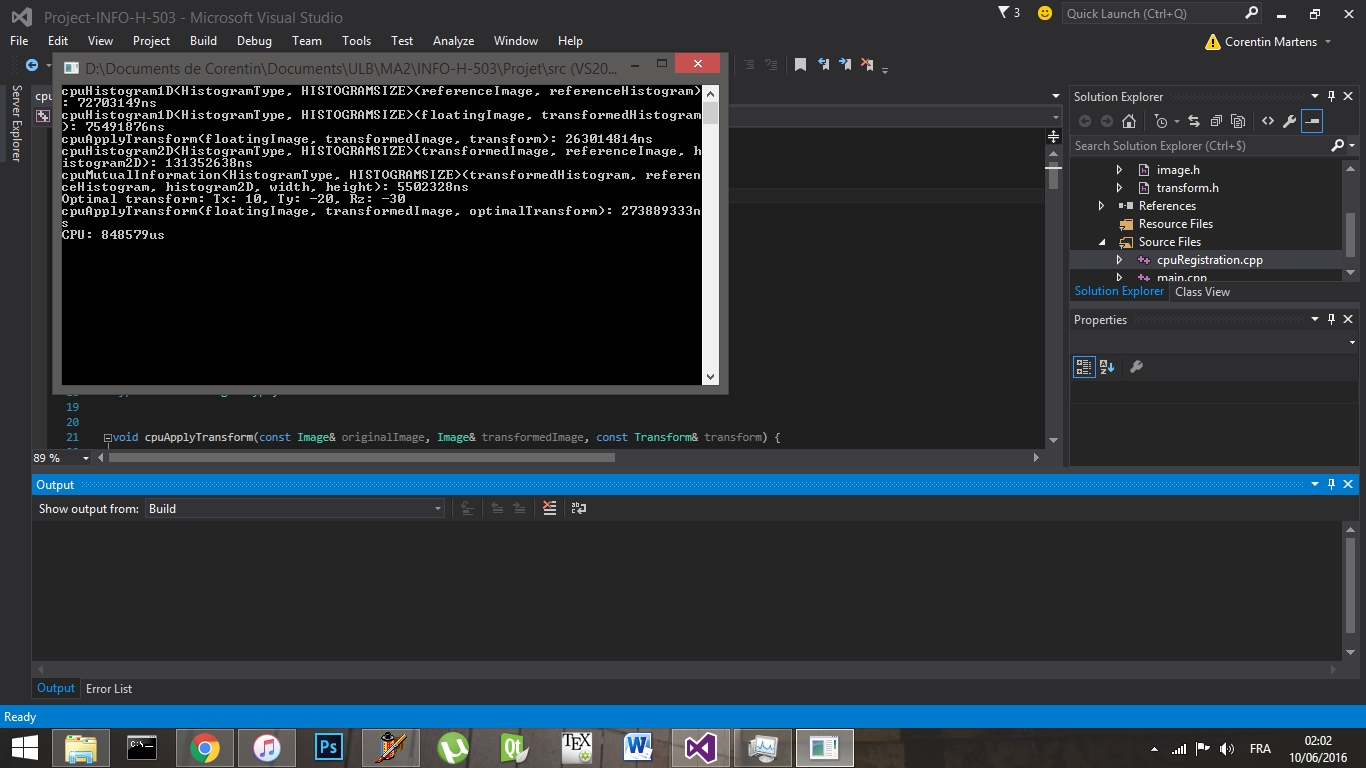 Project-INFO-H-503 - Microsoft Visual Studio
3
Quick Launch (Ctrl+Q)
File Edit View Project Build Debug Team Tools Test Analyze Window Help
Corentin Martens
D:\Documents de Corentin\Documents\ULB\MA2\INFO-H-503\Projet\src (VS20...
cpuHistogram1D<HistogramType, HISTOGRAMSIZE>(referenceImage, referenceHistogram)
: 72703149ns
cpuHistogram1D<HistogramType, HISTOGRAMSIZE>(floatingImage, transformedHistogram
): 75491876ns
cpuApplyTransform(floatingImage, transformedImage, transform): 263014814ns
cpuHistogram2D<HistogramType, HISTOGRAMSIZE>(transformedImage, referenceImage, h
istogram2D): 131352638ns
cpuMutualInformation<HistogramType, HISTOGRAMSIZE>(transformedHistogram, referen
ceHistogram, histogram2D, width, height): 5502328ns
Optimal transform: Tx: 10, Ty: -20, Rz: -30
cpuApplyTransform(floatingImage, transformedImage, optimalTransform): 273889333n
s
CPU: 848579us
Server Explorer
cpu
19
20
21 void cpuApplyTransform(const Image& originalImage, Image& transformedImage, const Transform& transform) {
89 %
Solution Explorer
Search Solution Explorer (Ctrl+$)
image.h
transform.h
References
Resource Files
Source Files
cpuRegistration.cpp
main.cpp
Solution Explorer Class View
Properties
Output
Show output from: Build
Output Error List
Ready
C:\_
Ps
Qt
TEX
W
FRA
02:02
10/06/2016